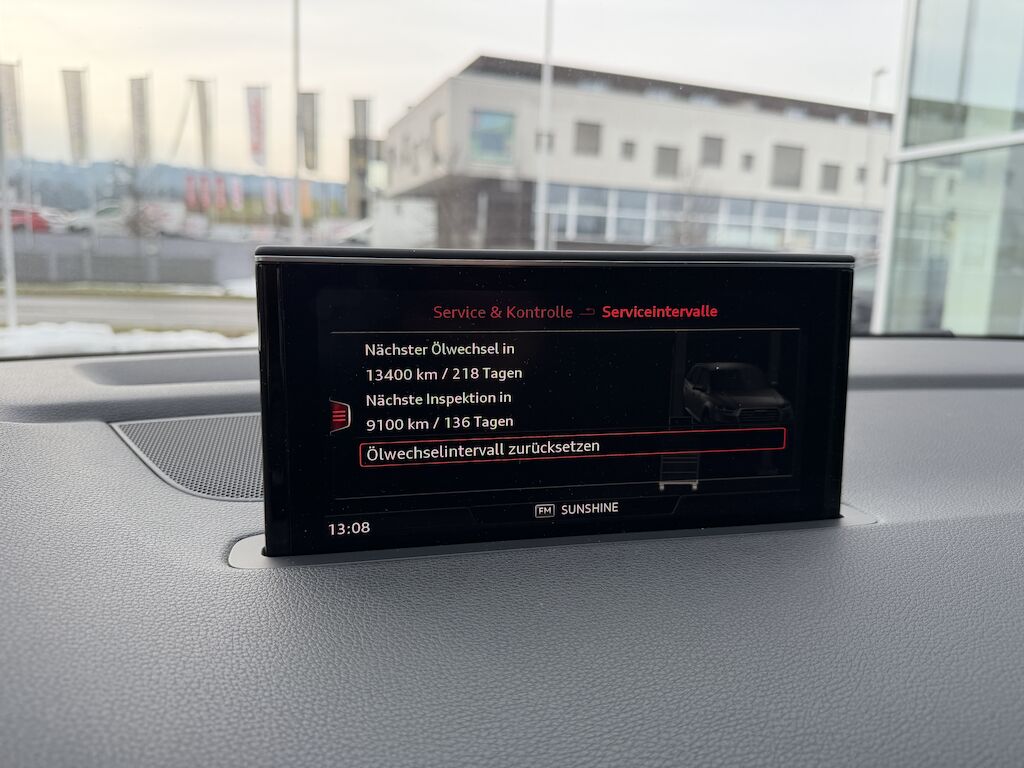 Service & Kontrolle Serviceintervalle
Nächster Ölwechsel in
13400 km / 218 Tagen
Nächste Inspektion in
9100 km / 136 Tagen
Ölwechselintervall zurücksetzen
FM SUNSHINE
13:08